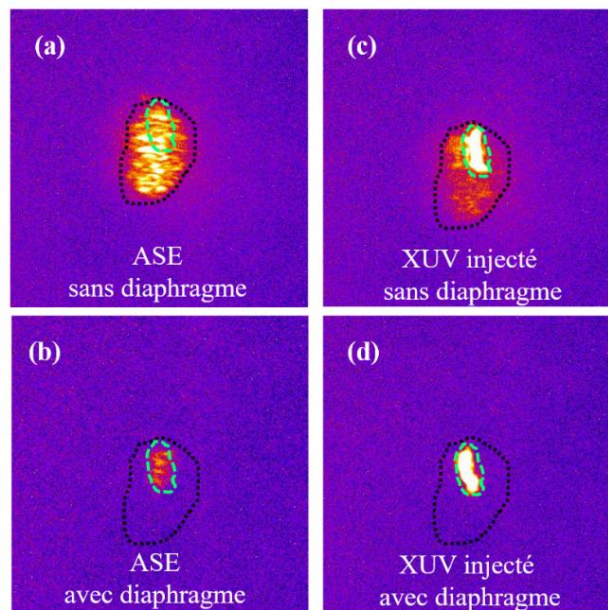 (a)
ASE
sans diaphragme
(c)
XUV injecté
sans diaphragme
(b)
ASE
avec diaphragme
(d)
XUV injecté
avec diaphragme